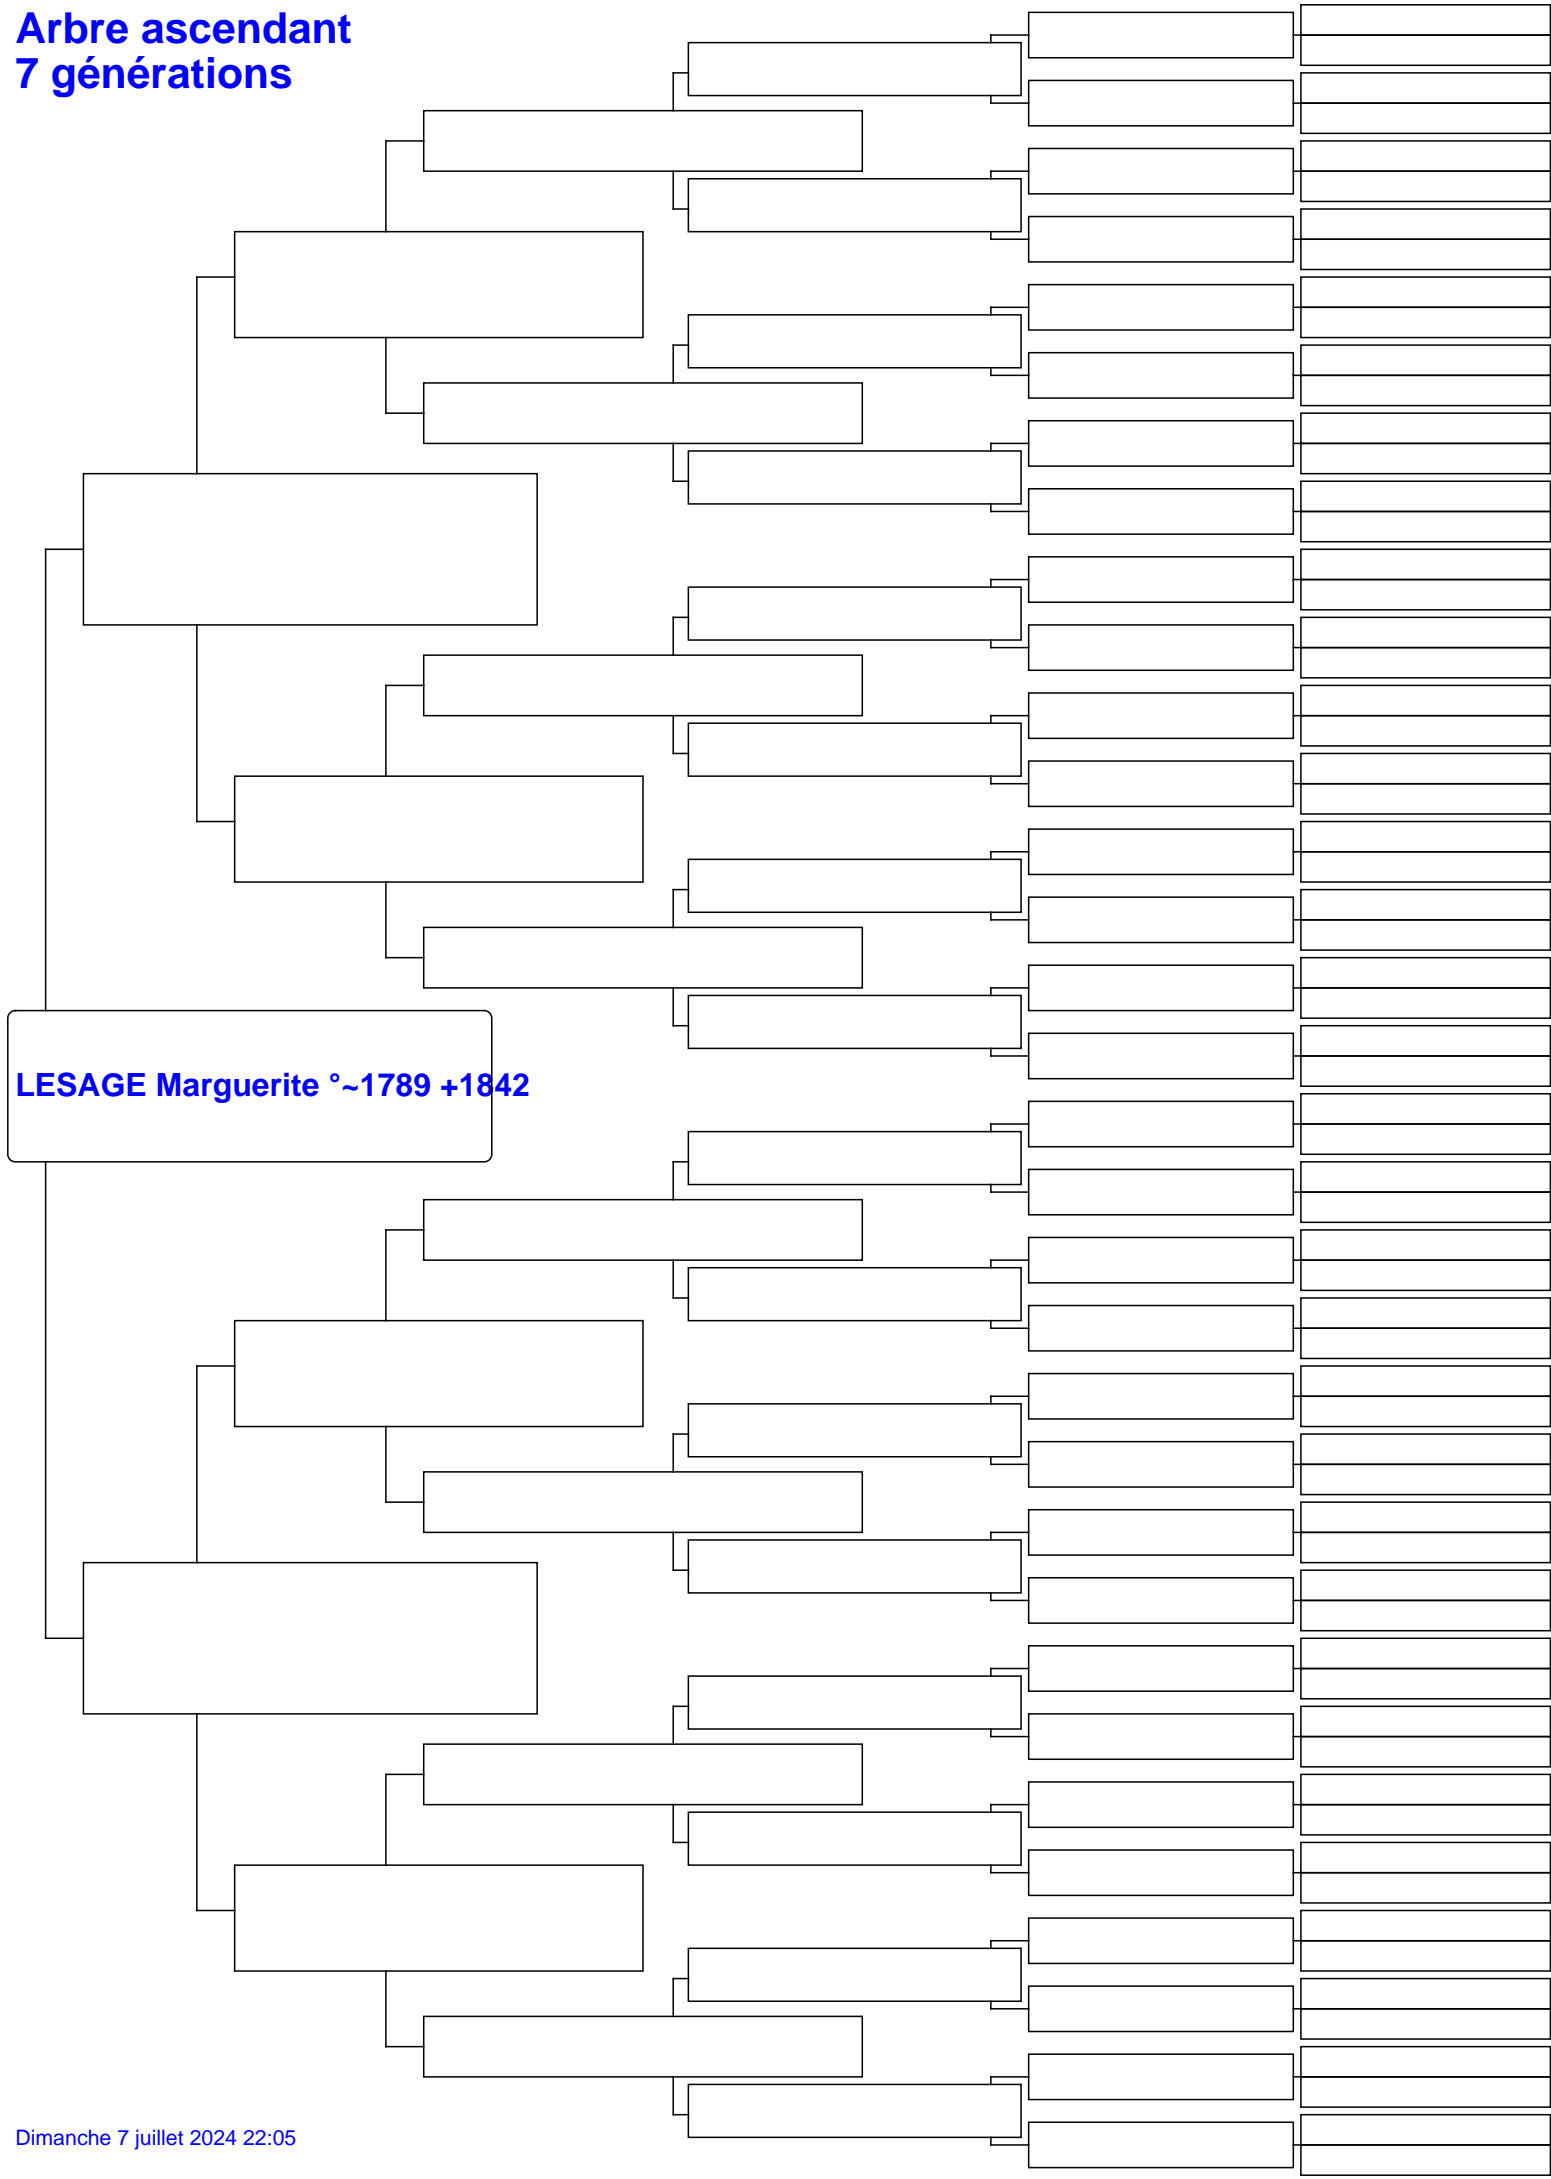 Arbre ascendant
7 générations
LESAGE Marguerite °~1789 +1842
Dimanche 7 juillet 2024 22:05